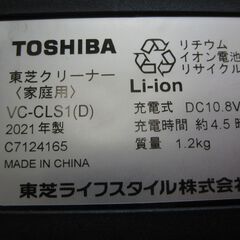 TOSHIBA
リチウム
イオン電池
リサイクル
東芝クリーナー
〈家庭用〉
Li-ion
VC-CLS1(D)
充電式 DC10.8V
2021年製
充電時間 約4.5時
C7124165
質量 1.2kg
MADE IN CHINA
東芝ライフスタイル株式会